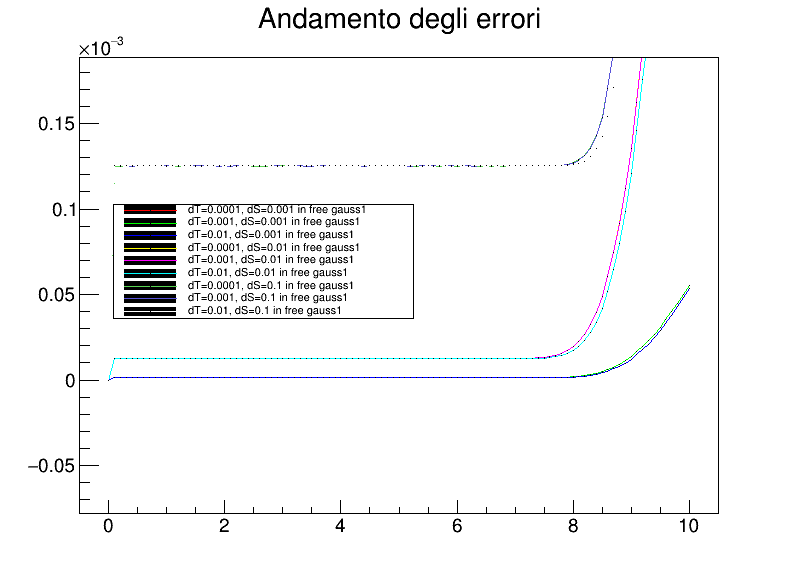 Andamento degli errori
×10⁻³
0.15
0.1
0.05
0
−0.05
dT=0.0001, dS=0.001 in free gauss1
dT=0.001, dS=0.001 in free gauss1
dT=0.01, dS=0.001 in free gauss1
dT=0.0001, dS=0.01 in free gauss1
dT=0.001, dS=0.01 in free gauss1
dT=0.01, dS=0.01 in free gauss1
dT=0.0001, dS=0.1 in free gauss1
dT=0.001, dS=0.1 in free gauss1
dT=0.01, dS=0.1 in free gauss1
0 2 4 6 8 10